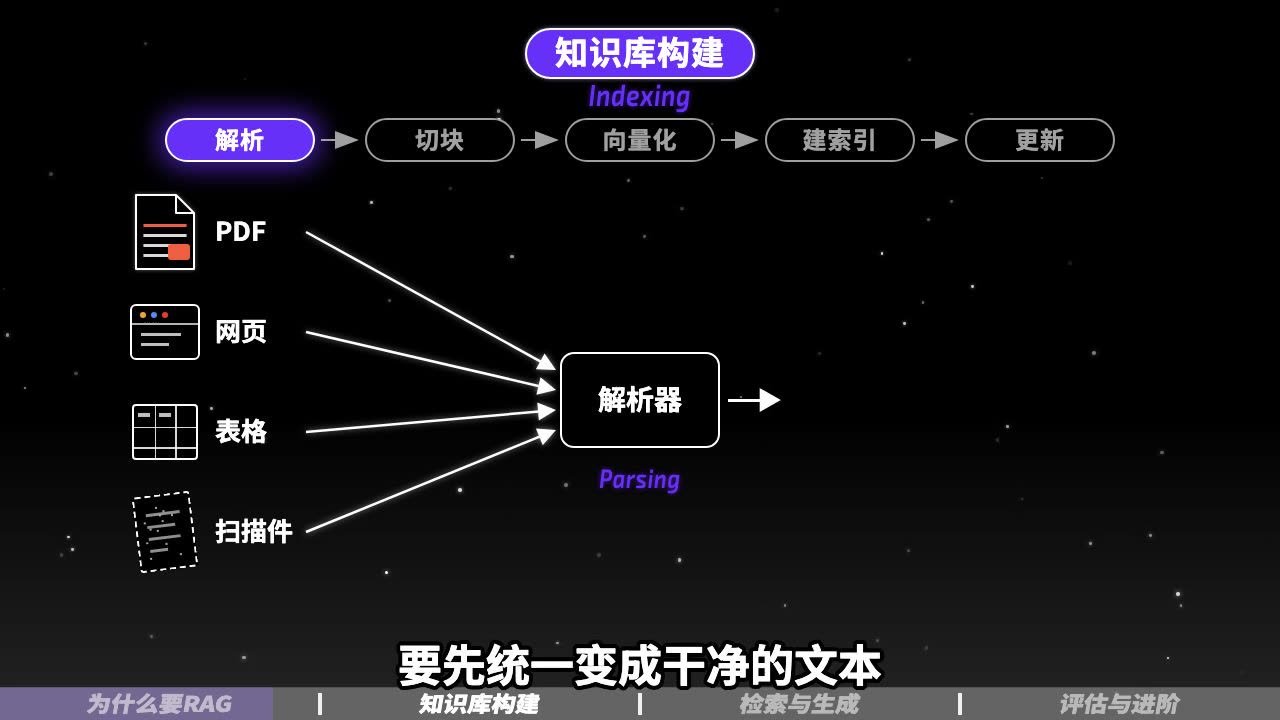 知识库构建
Indexing
解析
切块
向量化
建索引
更新
PDF
网页
表格
扫描件
解析器
Parsing
要先统一变成干净的文本
为什么要RAG
知识库构建
检索与生成
评估与进阶